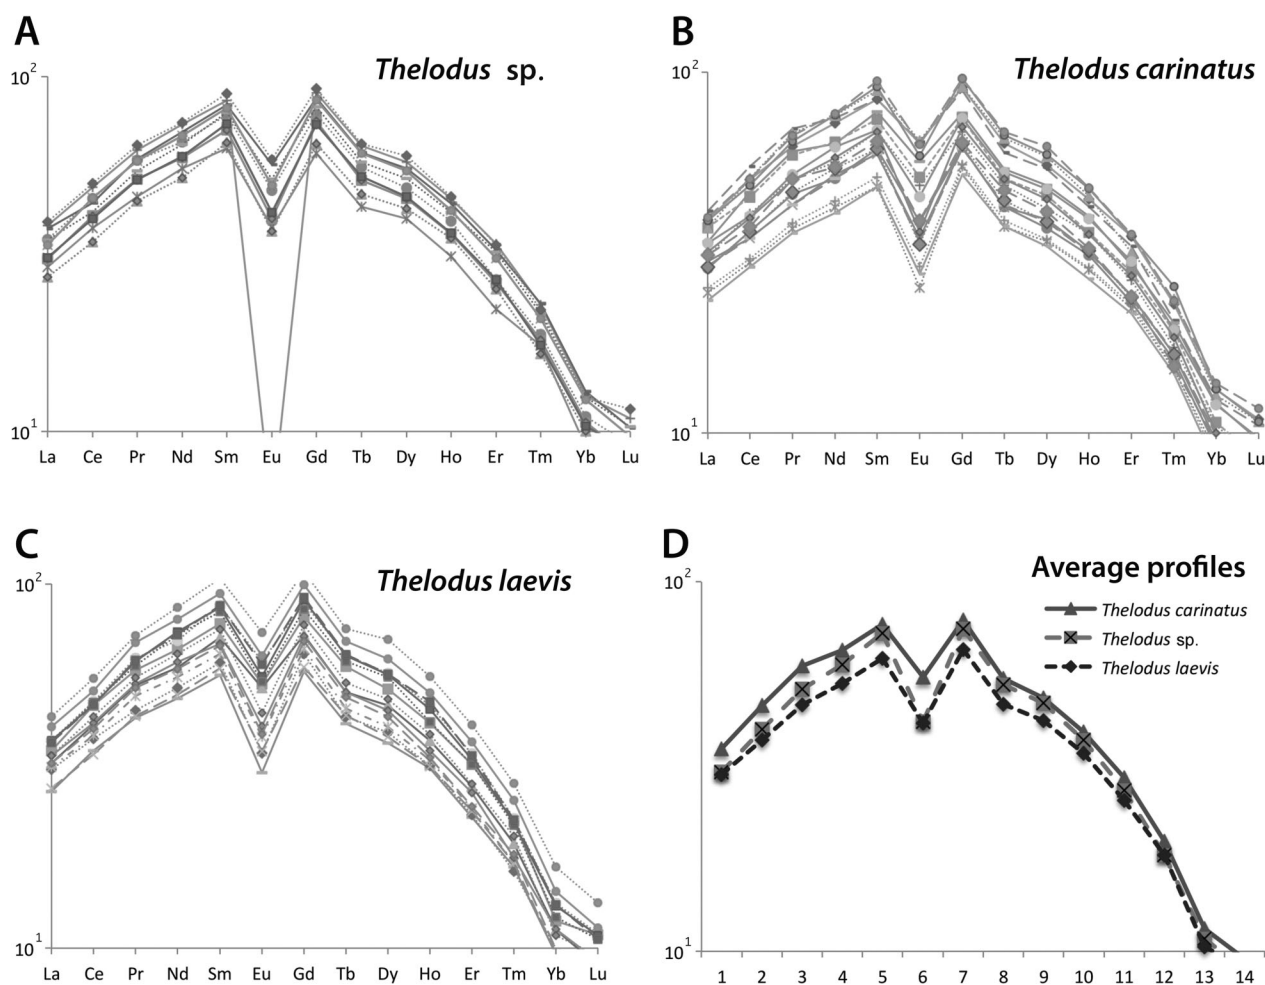 A
Thelodus sp.
10²
10¹
La Ce Pr Nd Sm Eu Gd Tb Dy Ho Er Tm Yb Lu
B
Thelodus carinatus
10²
10¹
La Ce Pr Nd Sm Eu Gd Tb Dy Ho Er Tm Yb Lu
C
Thelodus laevis
10²
10¹
La Ce Pr Nd Sm Eu Gd Tb Dy Ho Er Tm Yb Lu
D
Average profiles
10²
Thelodus carinatus
Thelodus sp.
Thelodus laevis
10¹
1 2 3 4 5 6 7 8 9 10 11 12 13 14